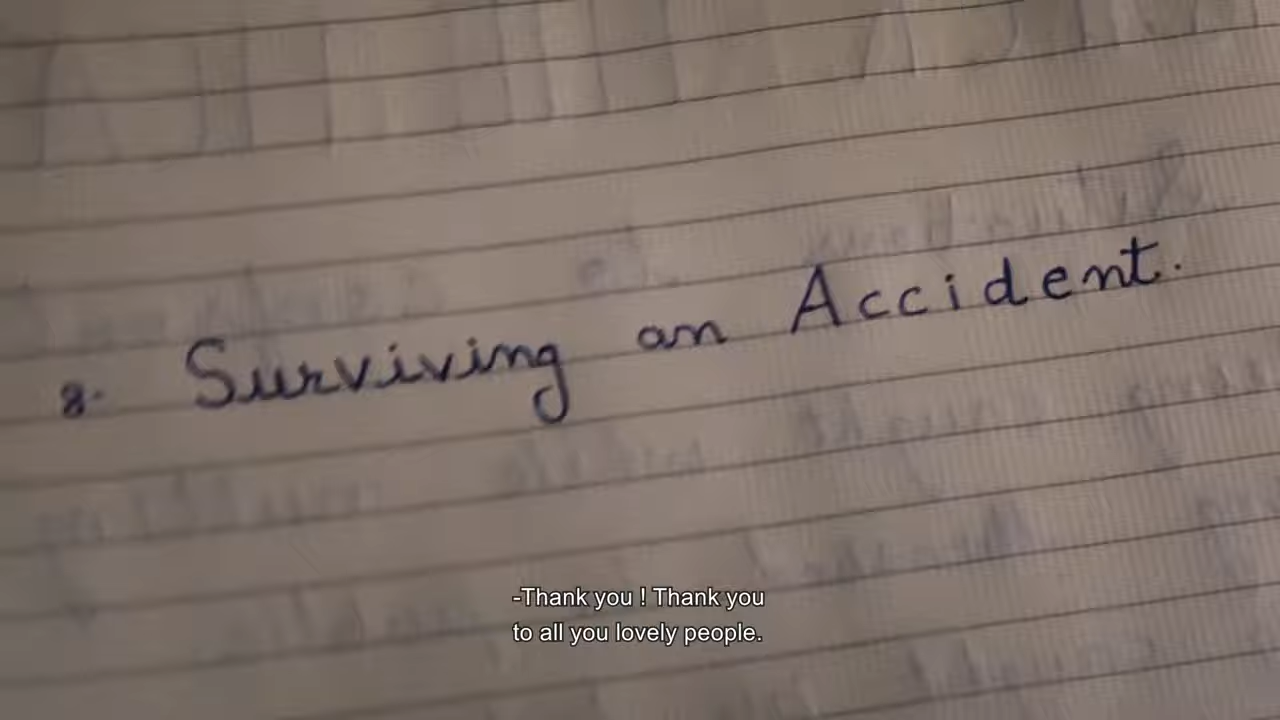 8. Surviving an Accident.
-Thank you ! Thank you
to all you lovely people.